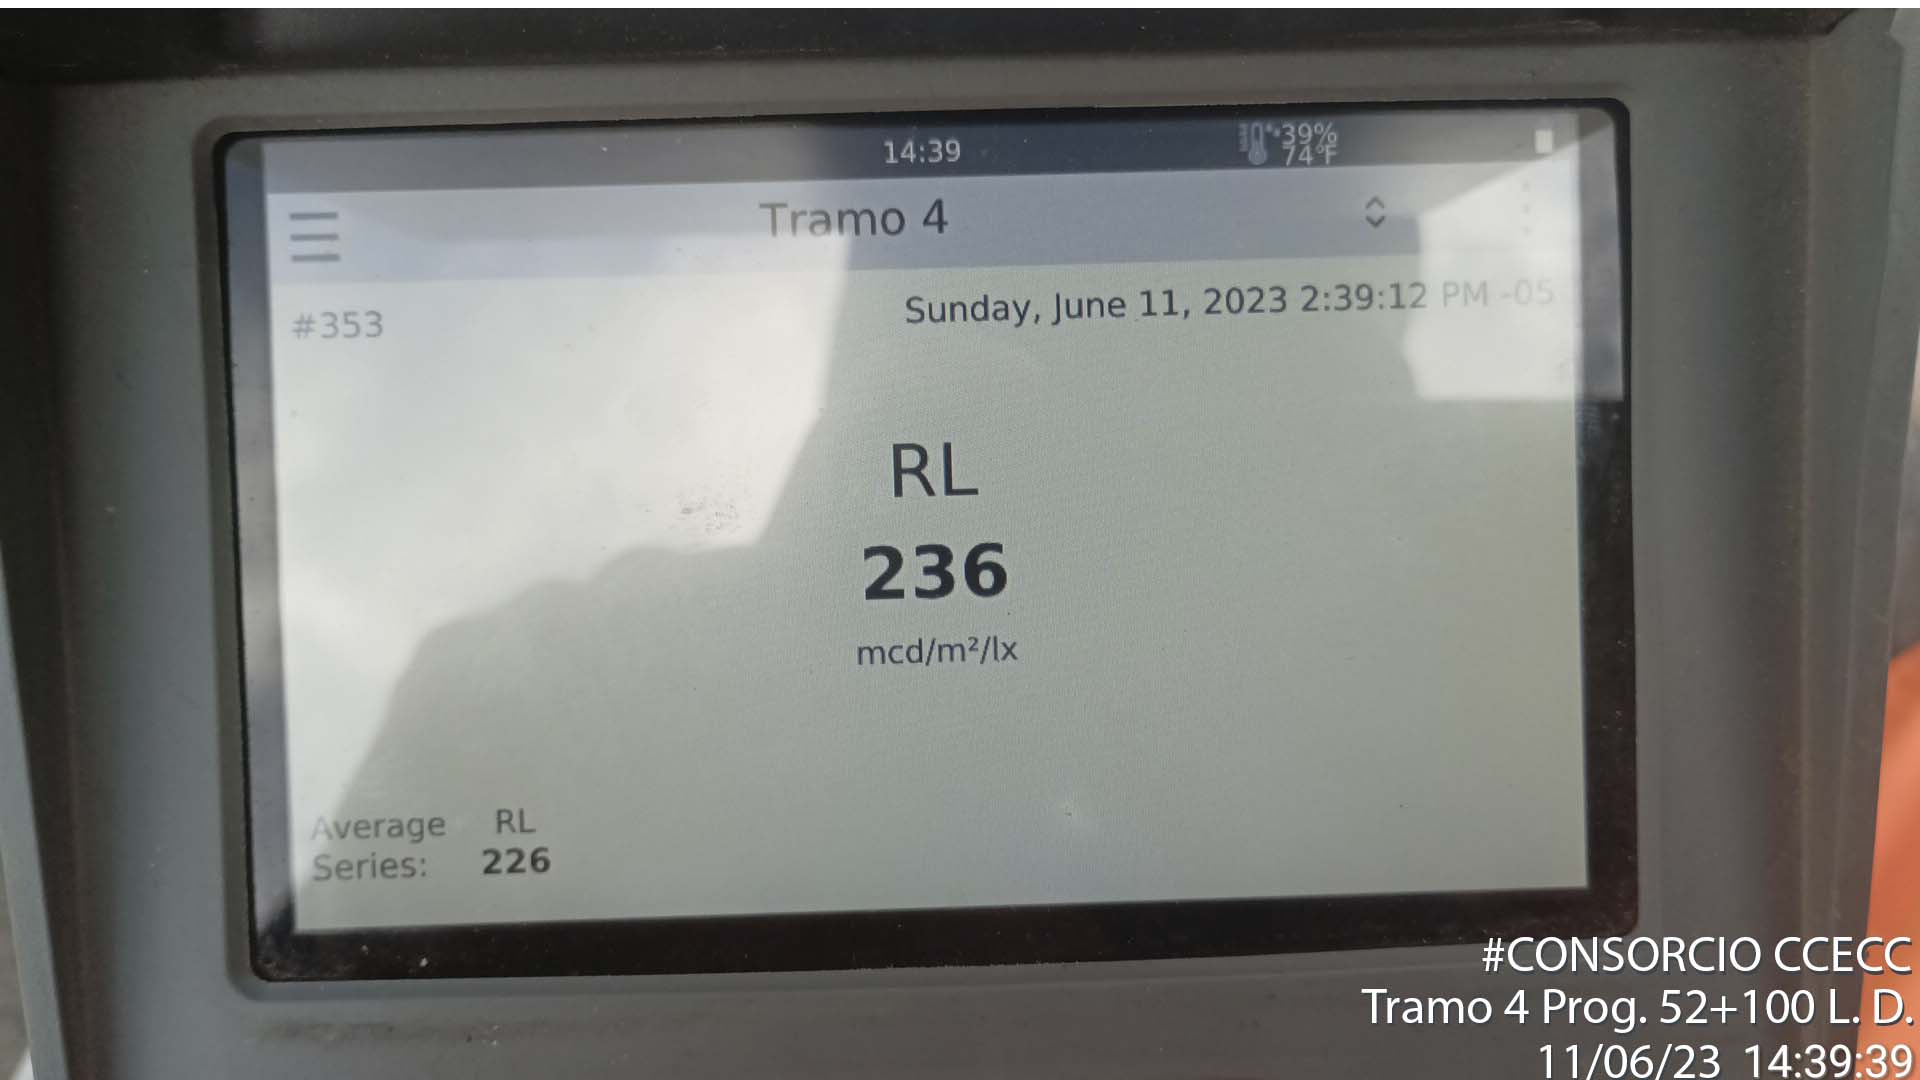 14:39
39%
74°F
Tramo 4
#353
Sunday, June 11, 2023 2:39:12 PM -05
RL
236
mcd/m²/lx
Average RL
Series: 226
#CONSORCIO CCECC
Tramo 4 Prog. 52+100 L. D.
11/06/23 14:39:39